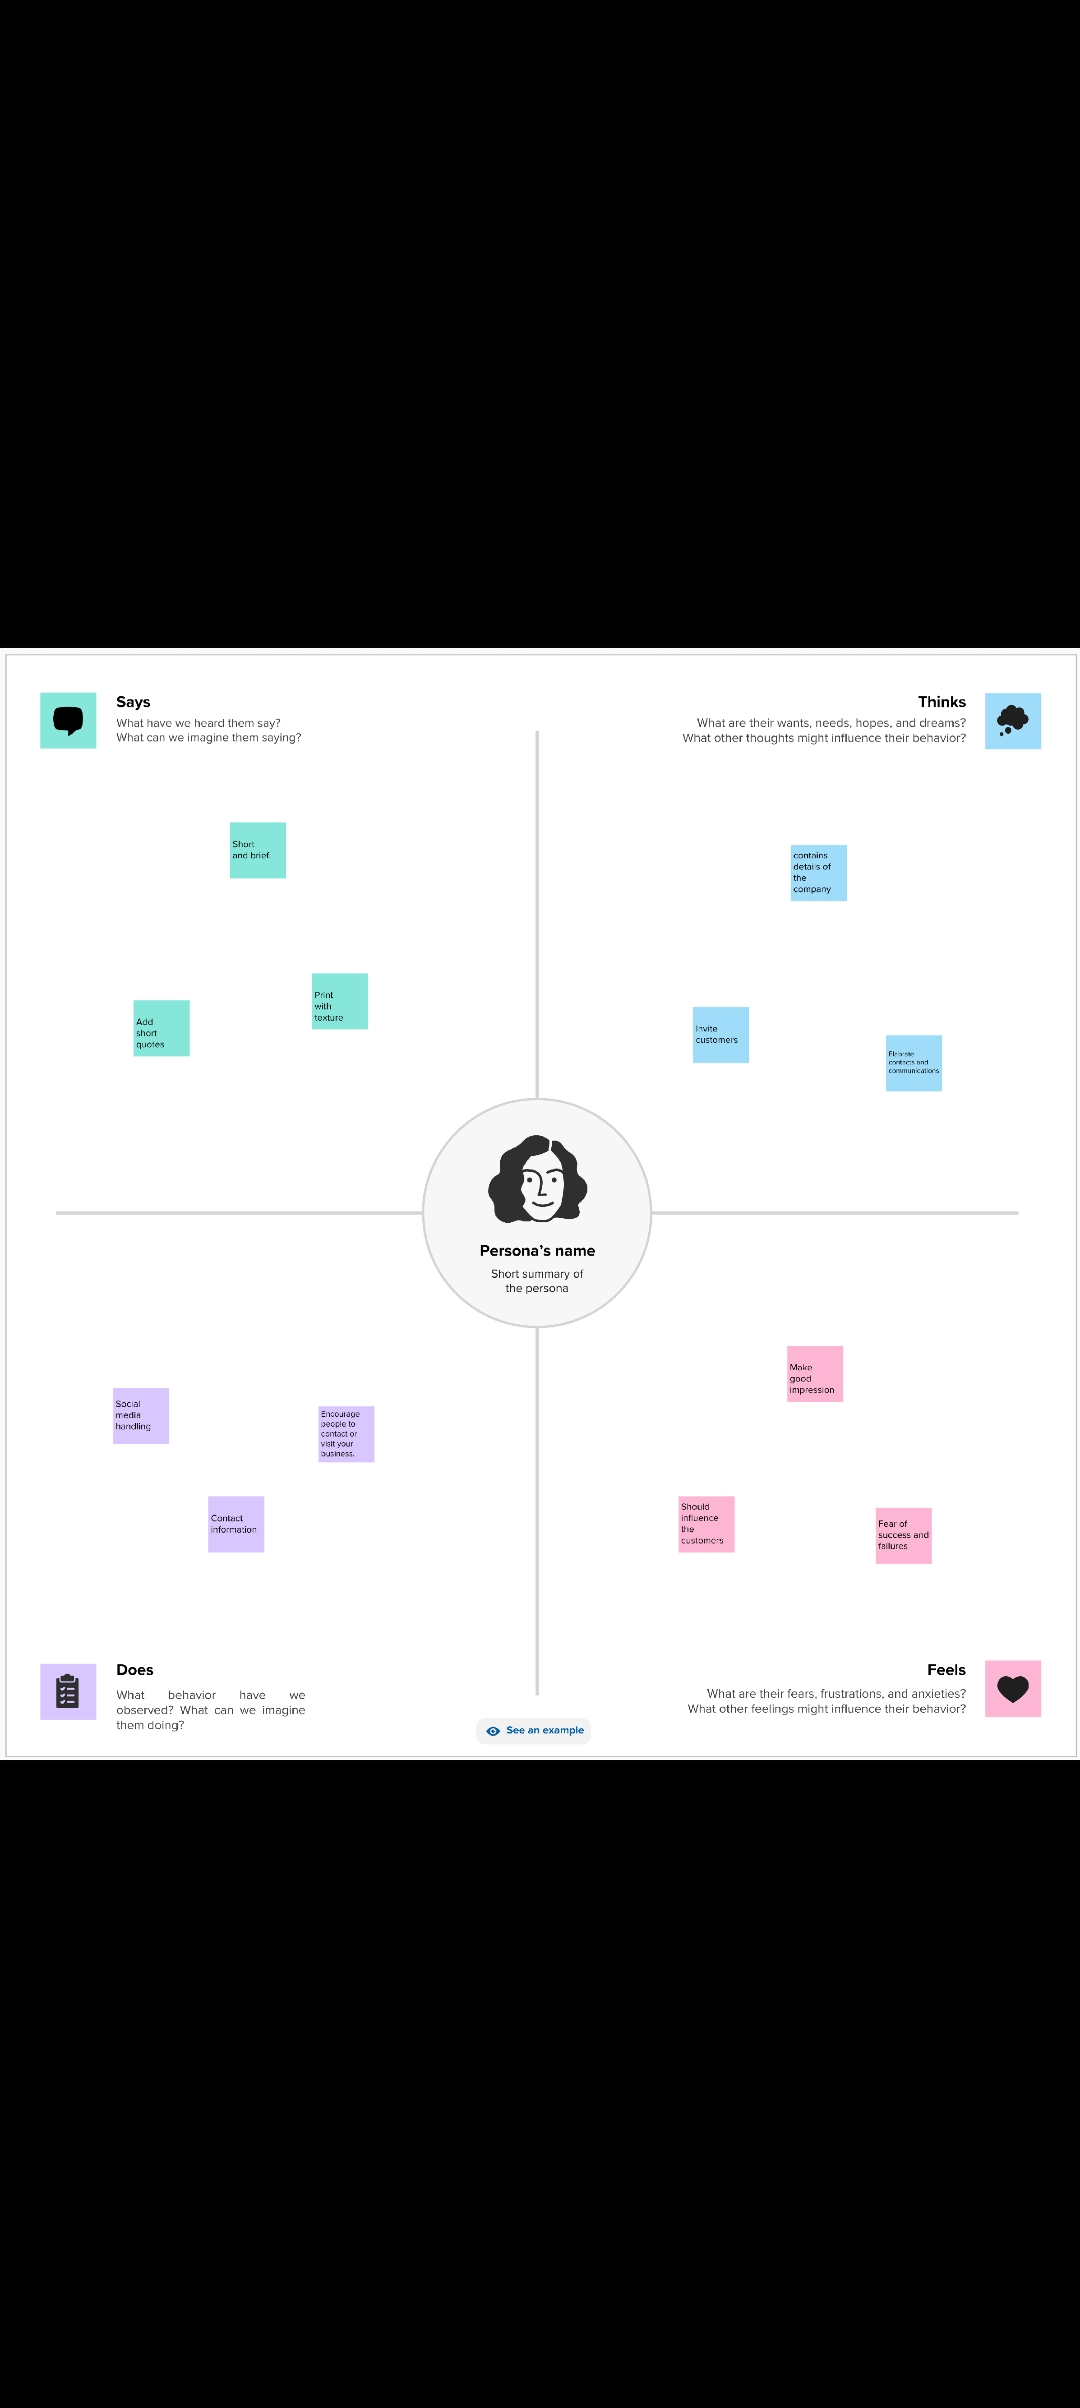 Says
What have we heard them say?
What can we imagine them saying?
Thinks
What are their wants, needs, hopes, and dreams?
What other thoughts might influence their behavior?
Short
and brief.
Add
short
quotes
Print
with
texture
contains
details of
the
company
Invite
customers
Elabrate
contacts and
communications
Persona's name
Short summary of
the persona
Social
media
handling
Encourage
people to
contact or
visit your
business.
Contact
information
Make
good
impression
Should
influence
the
customers
Fear of
success and
failures
Does
What behavior have we
observed? What can we imagine
them doing?
Feels
What are their fears, frustrations, and anxieties?
What other feelings might influence their behavior?
See an example